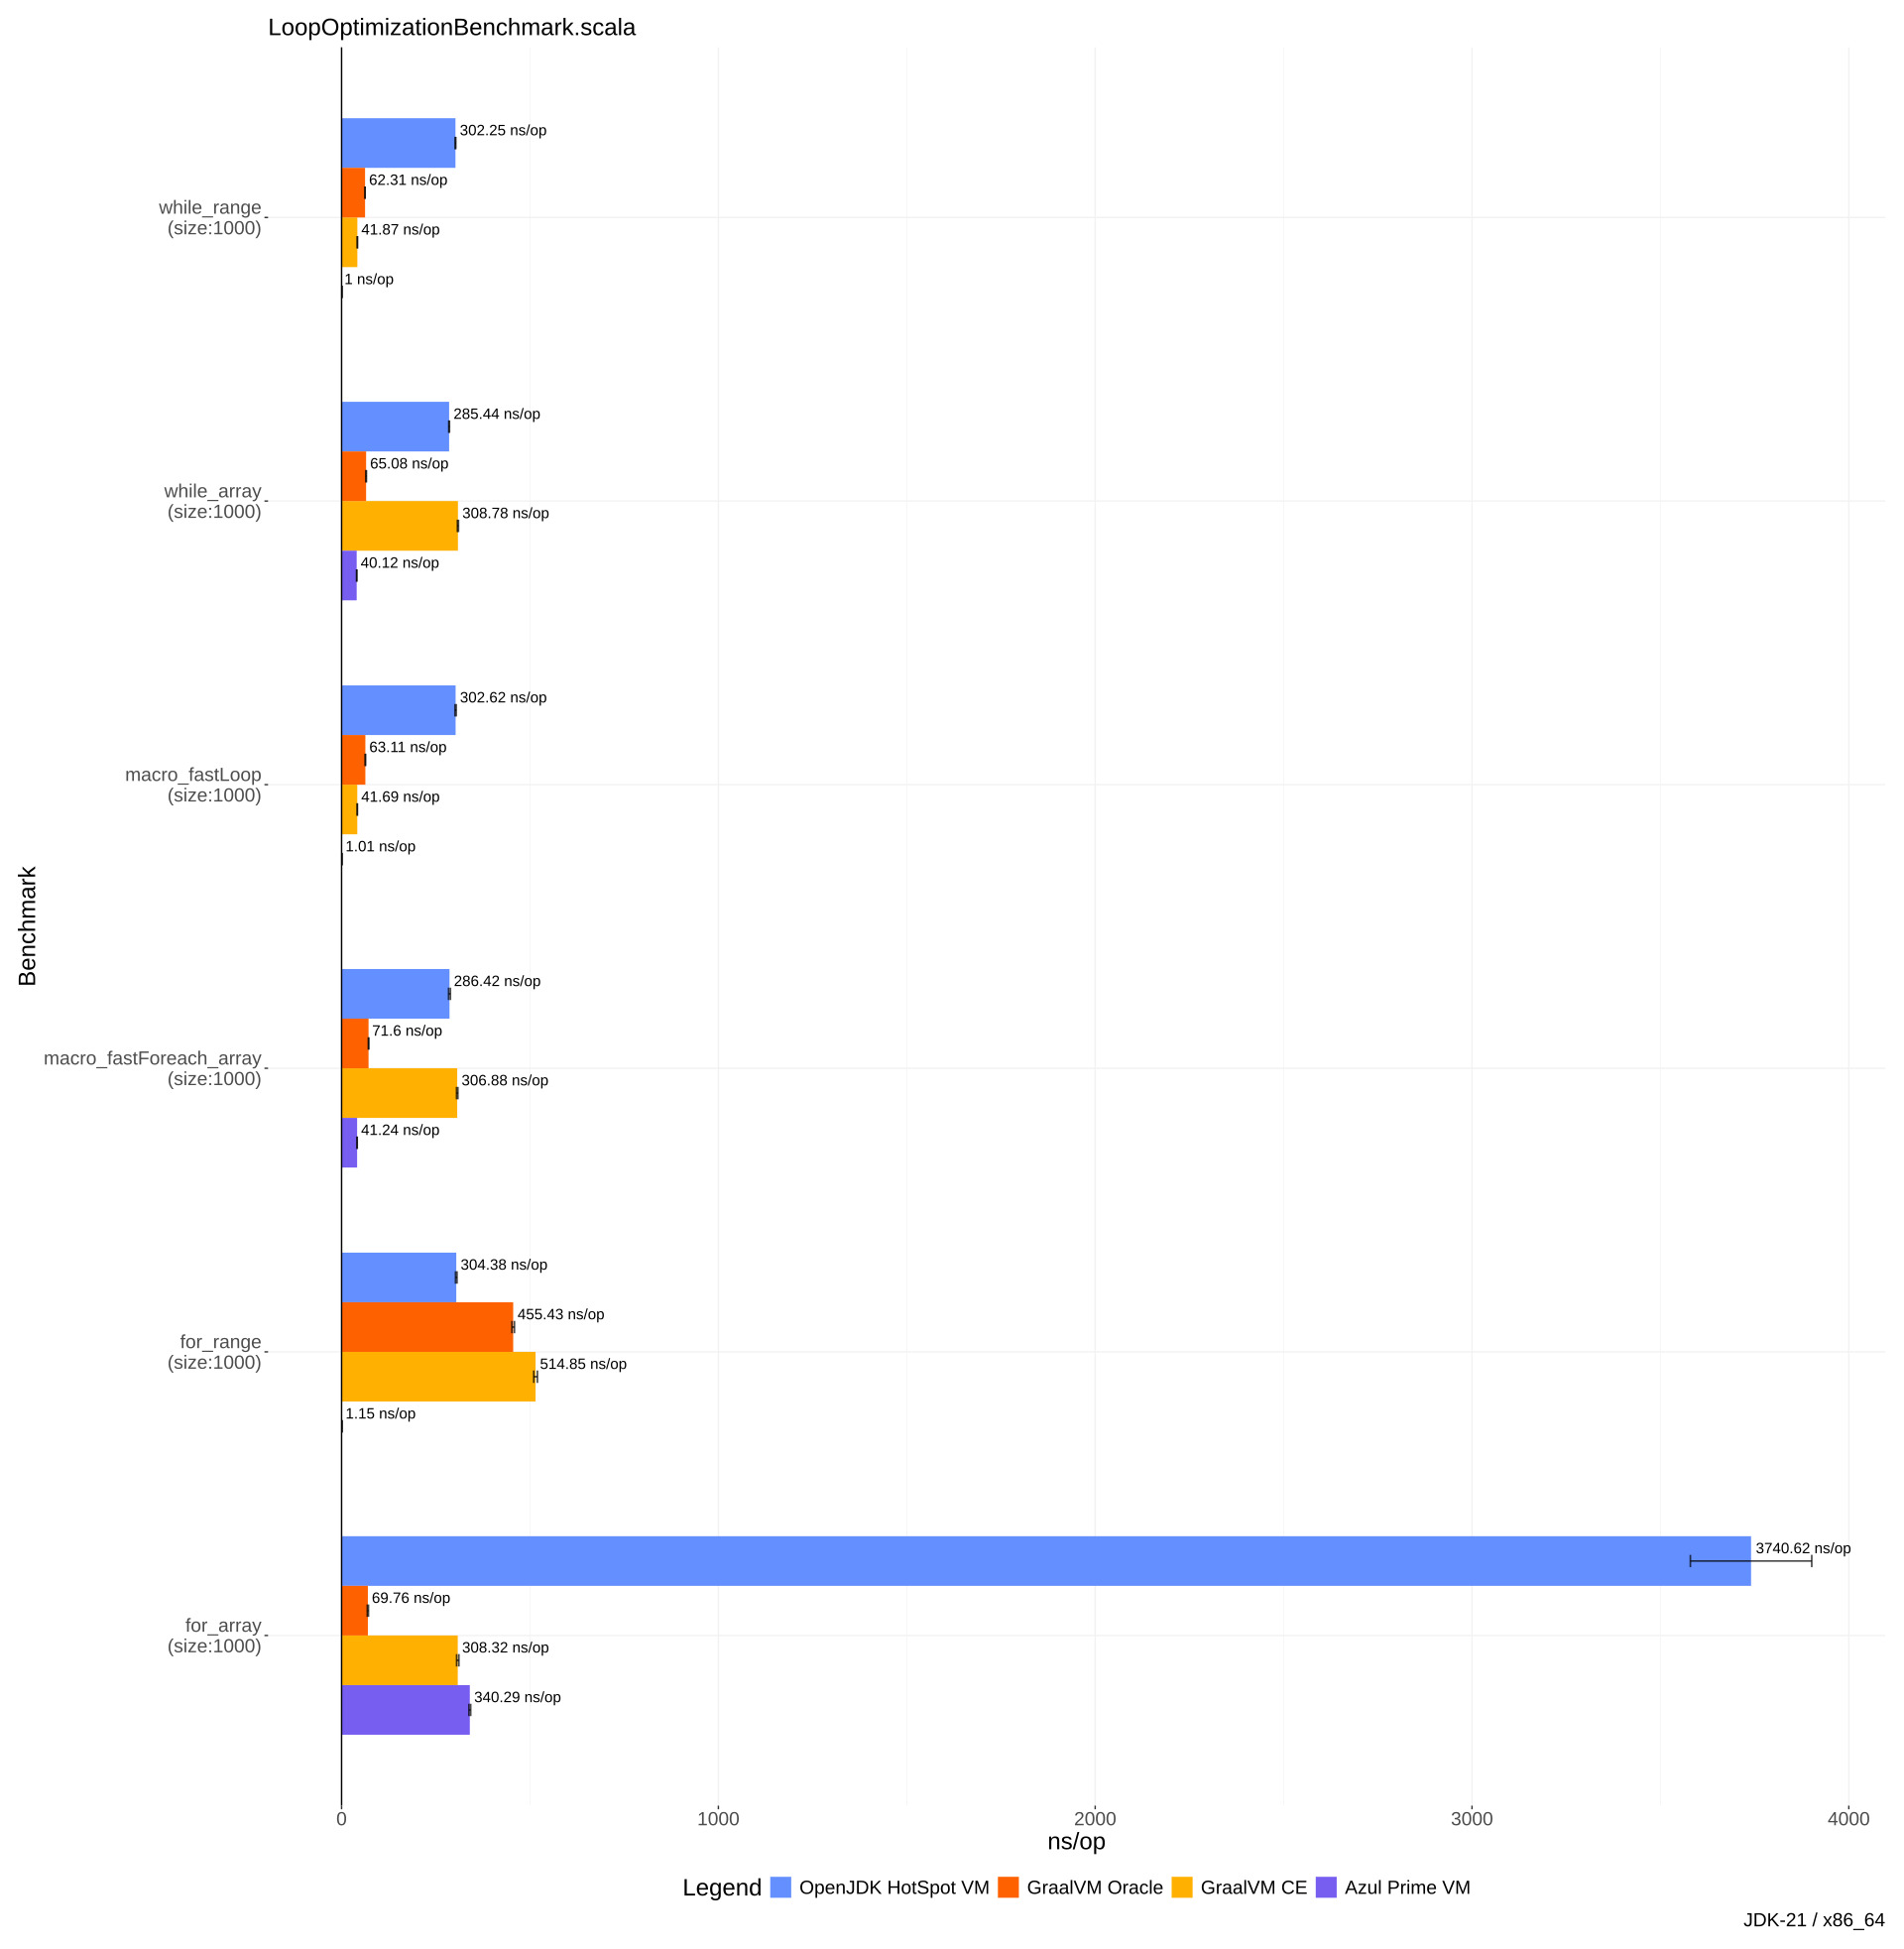 LoopOptimizationBenchmark.scala
302.25 ns/op
62.31 ns/op
while_range
(size:1000)
41.87 ns/op
1 ns/op
285.44 ns/op
65.08 ns/op
while_array
(size:1000)
308.78 ns/op
40.12 ns/op
302.62 ns/op
63.11 ns/op
macro_fastLoop
(size:1000)
41.69 ns/op
1.01 ns/op
Benchmark
286.42 ns/op
71.6 ns/op
macro_fastForeach_array
(size:1000)
306.88 ns/op
41.24 ns/op
304.38 ns/op
455.43 ns/op
for_range
(size:1000)
514.85 ns/op
1.15 ns/op
3740.62 ns/op
69.76 ns/op
for_array
(size:1000)
308.32 ns/op
340.29 ns/op
0 1000 2000 3000 4000
ns/op
Legend OpenJDK HotSpot VM GraalVM Oracle GraalVM CE Azul Prime VM
JDK-21 / x86_64